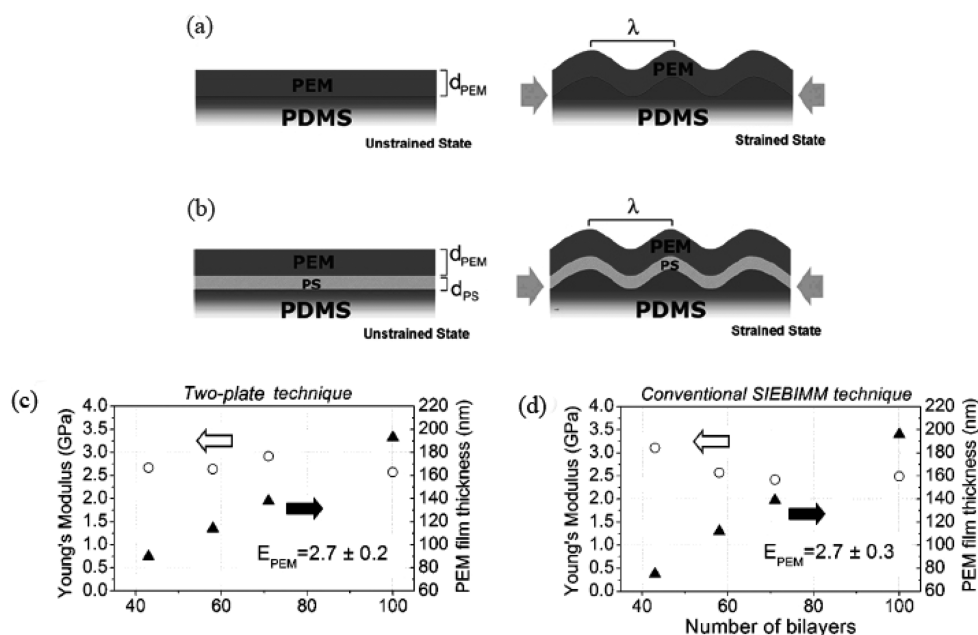 (a)
λ
PEM
d_PEM
PEM
PDMS
PDMS
Unstrained State
Strained State
(b)
λ
PEM
d_PEM
PEM
PS
d_PS
PS
PDMS
PDMS
Unstrained State
Strained State
(c)
Two-plate technique
Young's Modulus (GPa)
4.0
3.5
3.0
2.5
2.0
1.5
1.0
0.5
0.0
220
200
180
160
140
120
100
80
60
PEM film thickness (nm)
E_PEM=2.7 ± 0.2
40
60
80
100
(d)
Conventional SIEBIMM technique
Young's Modulus (GPa)
4.0
3.5
3.0
2.5
2.0
1.5
1.0
0.5
0.0
220
200
180
160
140
120
100
80
60
PEM film thickness (nm)
E_PEM=2.7 ± 0.3
40
60
80
100
Number of bilayers